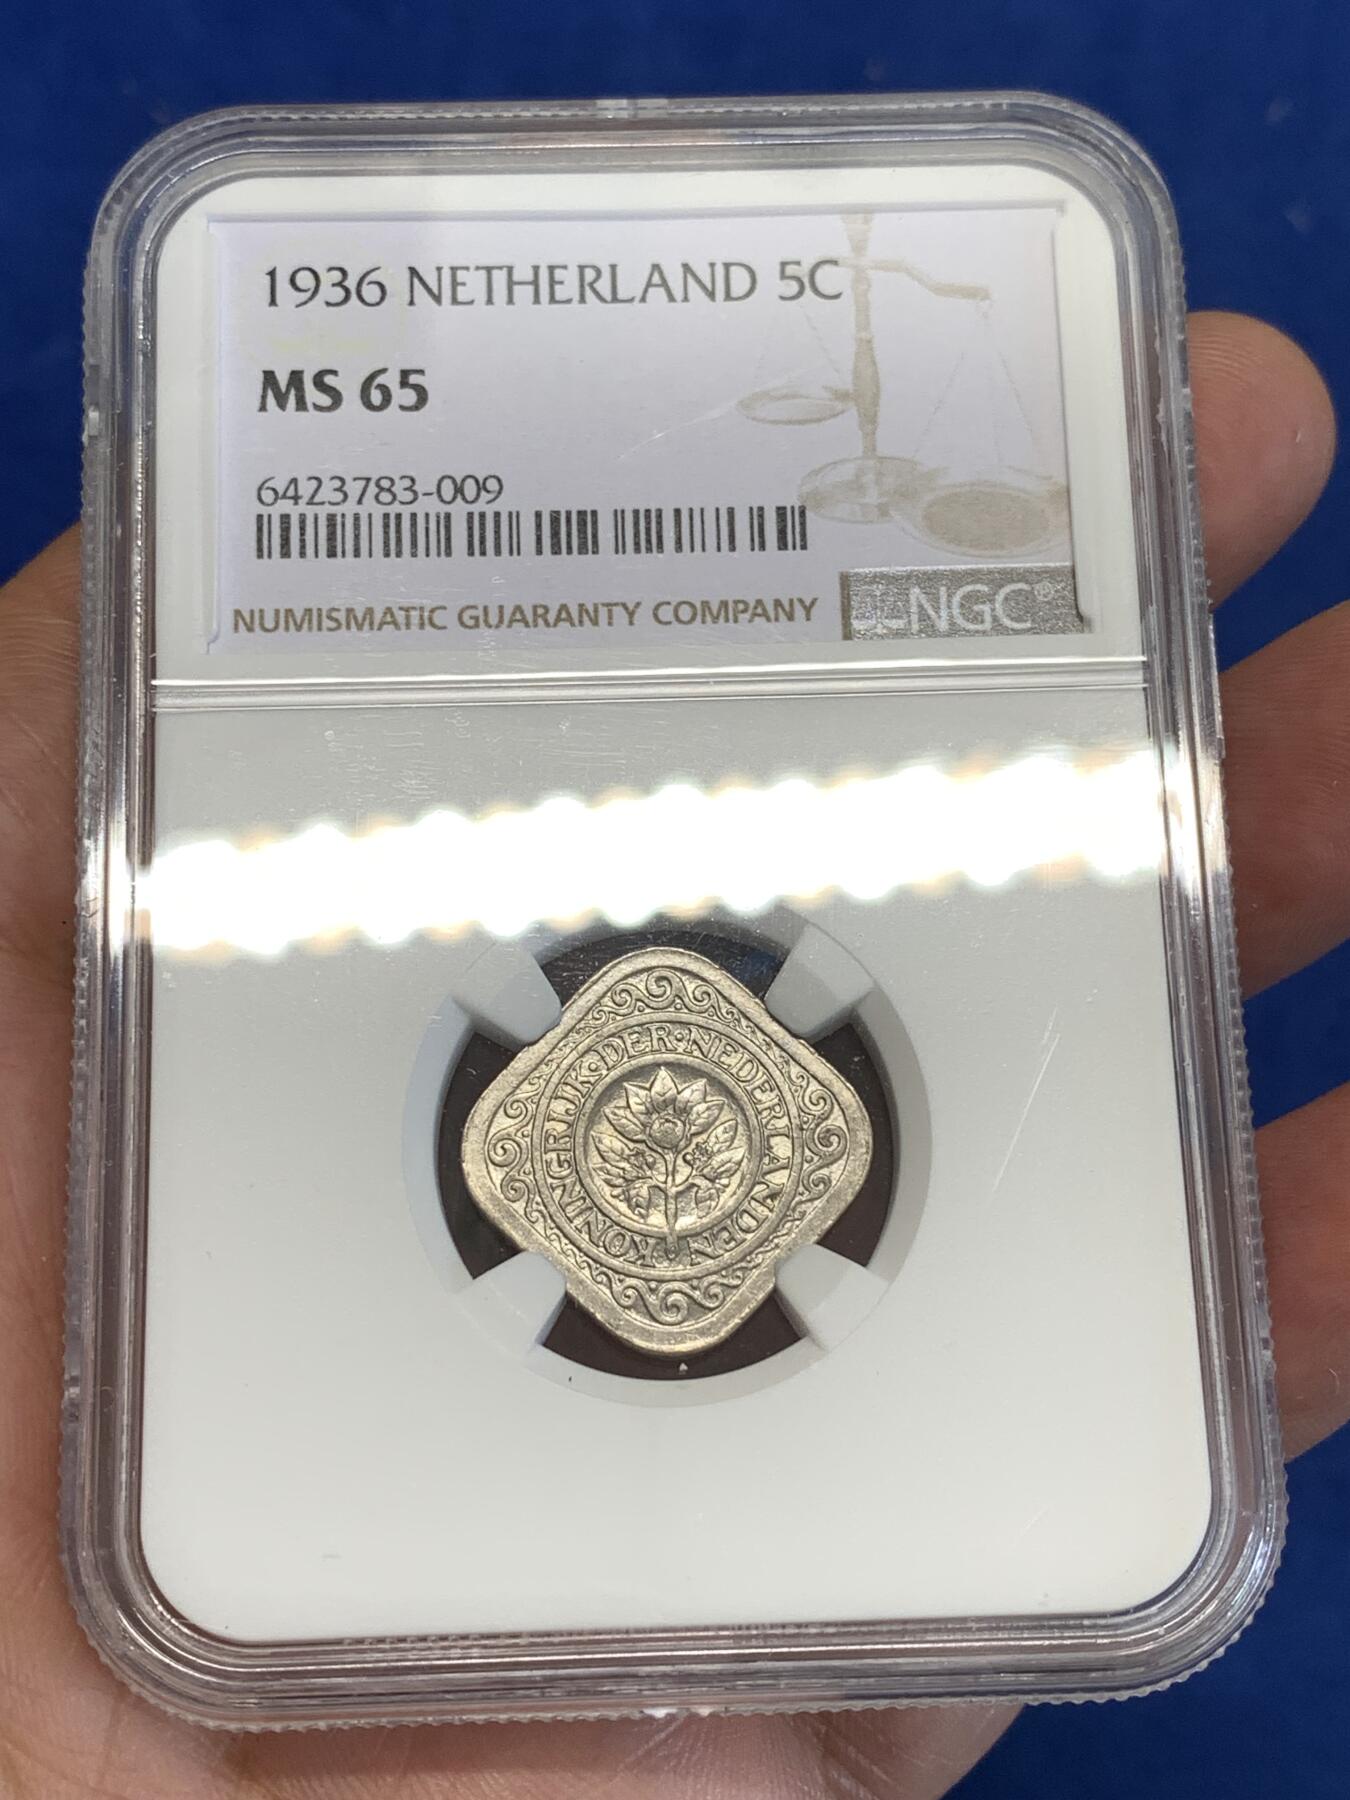 1936 NETHERLAND 5C
MS 65
6423783-009
NUMISMATIC GUARANTY COMPANY
NGC®
KONINGRIJK·DER·NEDERLANDEN·